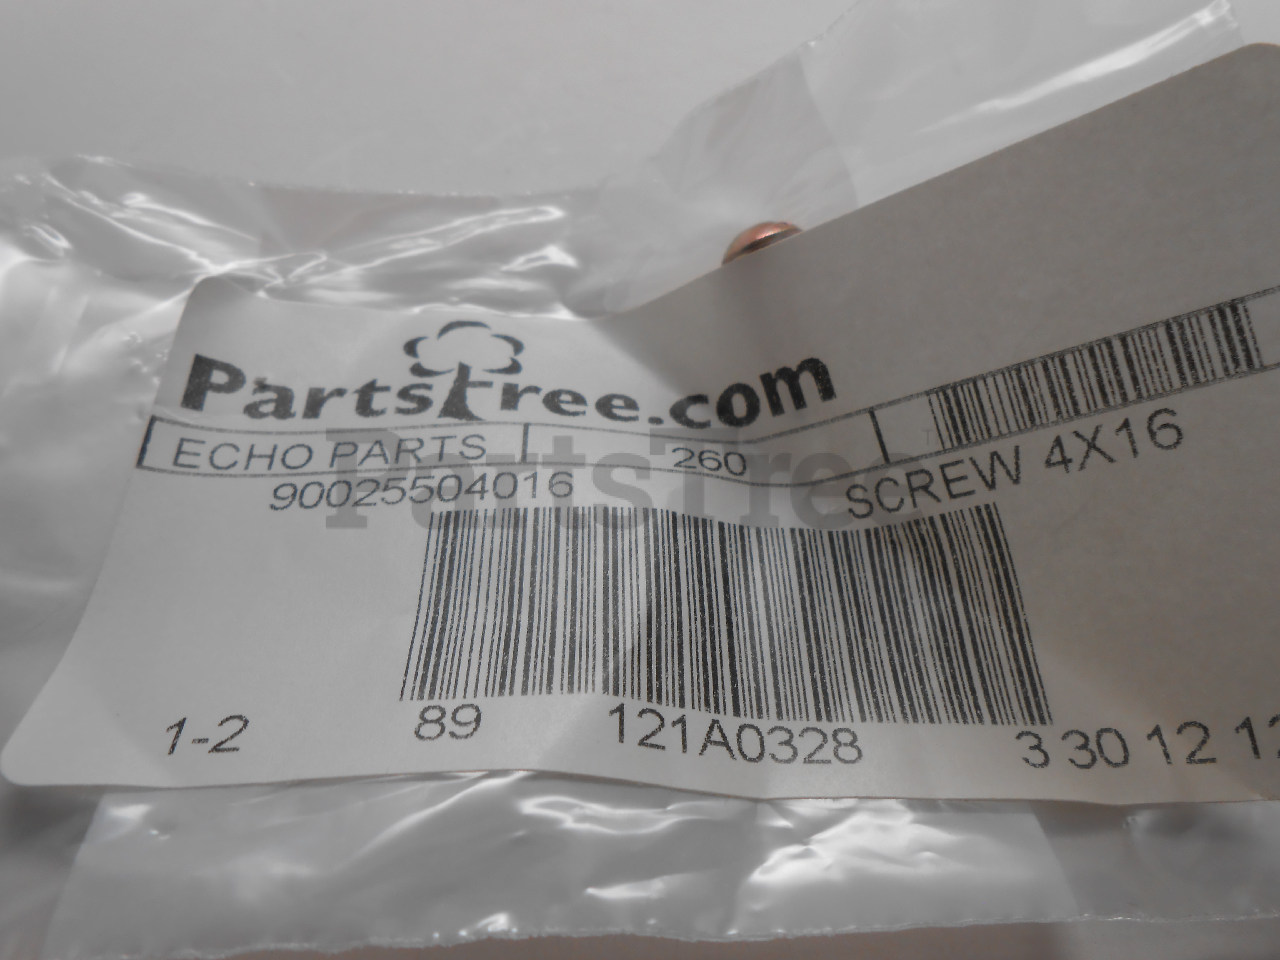 PartsTree.com
ECHO PARTS 260
90025504016 SCREW 4X16
PartsTree
1-2 89 121A0328 3 30 12